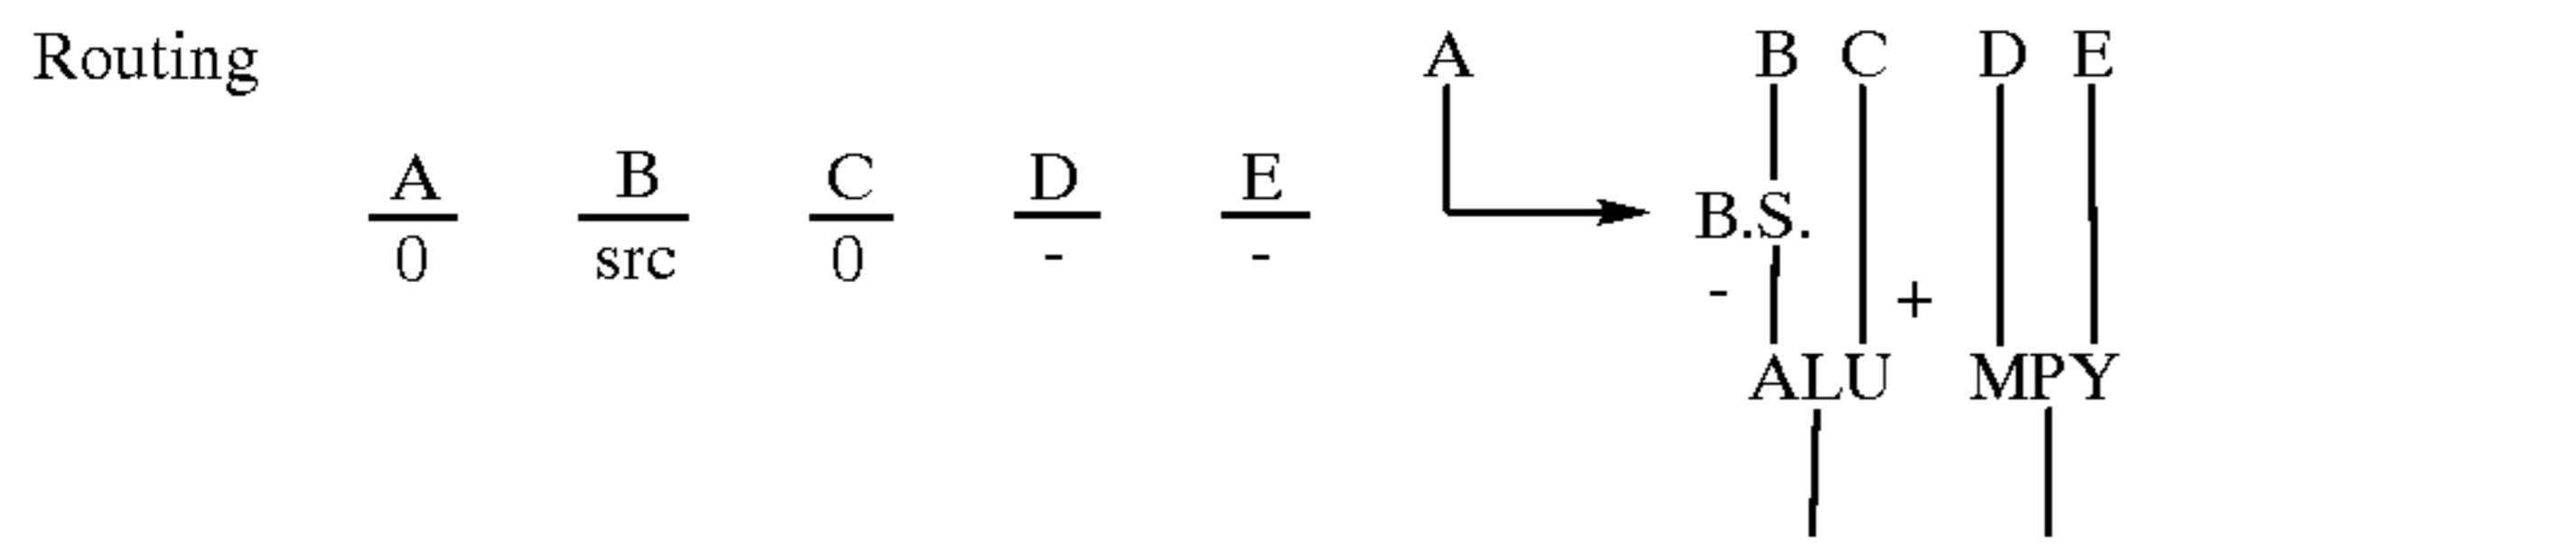 Routing
A B C D E
A B C D E
0 src 0 - -
B.S.
- +
ALU MPY